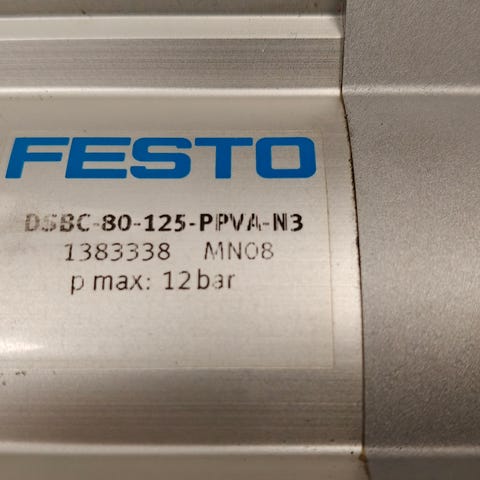 FESTO
DSBC-80-125-PPVA-N3
1383338 MN08
p max: 12 bar